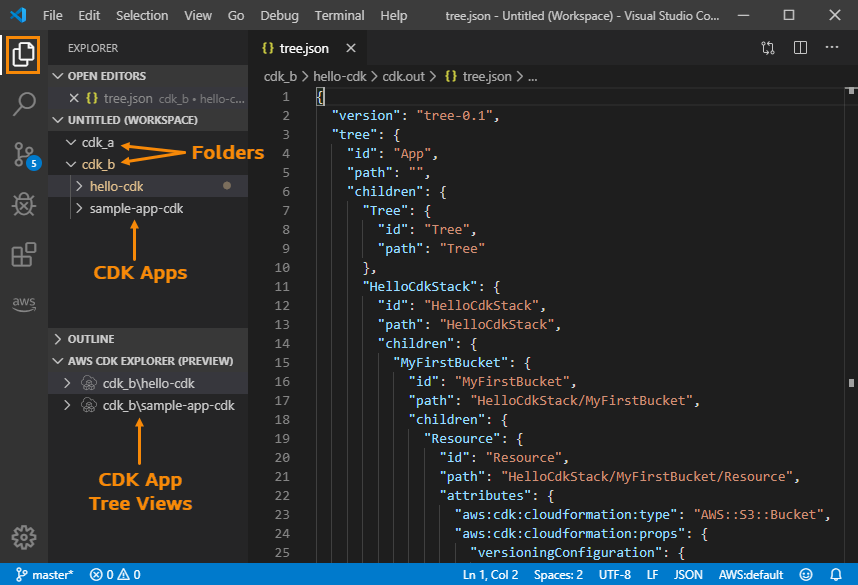 File Edit Selection View Go Debug Terminal Help tree.json - Untitled (Workspace) - Visual Studio Co...
EXPLORER
OPEN EDITORS
{} tree.json cdk_b • hello-c...
UNTITLED (WORKSPACE)
cdk_a
cdk_b
Folders
hello-cdk
sample-app-cdk
CDK Apps
5
aws
OUTLINE
AWS CDK EXPLORER (PREVIEW)
cdk_b\hello-cdk
cdk_b\sample-app-cdk
CDK App
Tree Views
{} tree.json
cdk_b > hello-cdk > cdk.out > {} tree.json > ...
1 {
2 "version": "tree-0.1",
3 "tree": {
4 "id": "App",
5 "path": "",
6 "children": {
7 "Tree": {
8 "id": "Tree",
9 "path": "Tree"
10 },
11 "HelloCdkStack": {
12 "id": "HelloCdkStack",
13 "path": "HelloCdkStack",
14 "children": {
15 "MyFirstBucket": {
16 "id": "MyFirstBucket",
17 "path": "HelloCdkStack/MyFirstBucket",
18 "children": {
19 "Resource": {
20 "id": "Resource",
21 "path": "HelloCdkStack/MyFirstBucket/Resource",
22 "attributes": {
23 "aws:cdk:cloudformation:type": "AWS::S3::Bucket",
24 "aws:cdk:cloudformation:props": {
25 "versioningConfiguration": {
master* 0 0 Ln 1, Col 2 Spaces: 2 UTF-8 LF JSON AWS:default